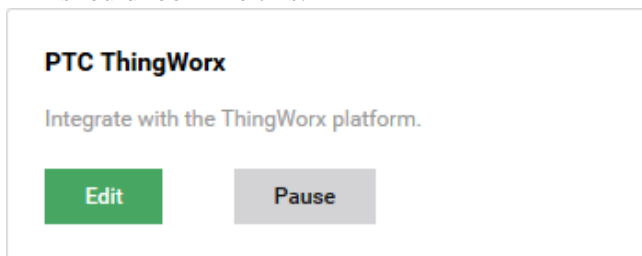 PTC ThingWorx
Integrate with the ThingWorx platform.
Edit
Pause